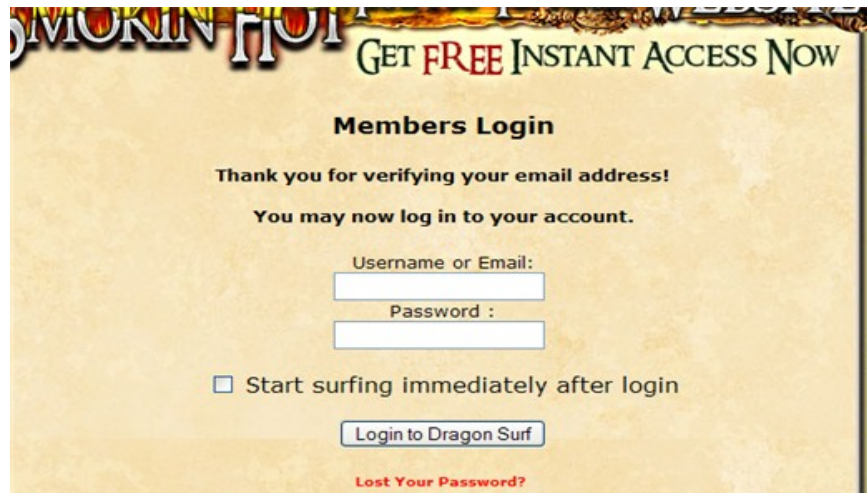 SMOKIN HOT
WEBSITE
GET FREE INSTANT ACCESS NOW
Members Login
Thank you for verifying your email address!
You may now log in to your account.
Username or Email:
Password :
Start surfing immediately after login
Login to Dragon Surf
Lost Your Password?